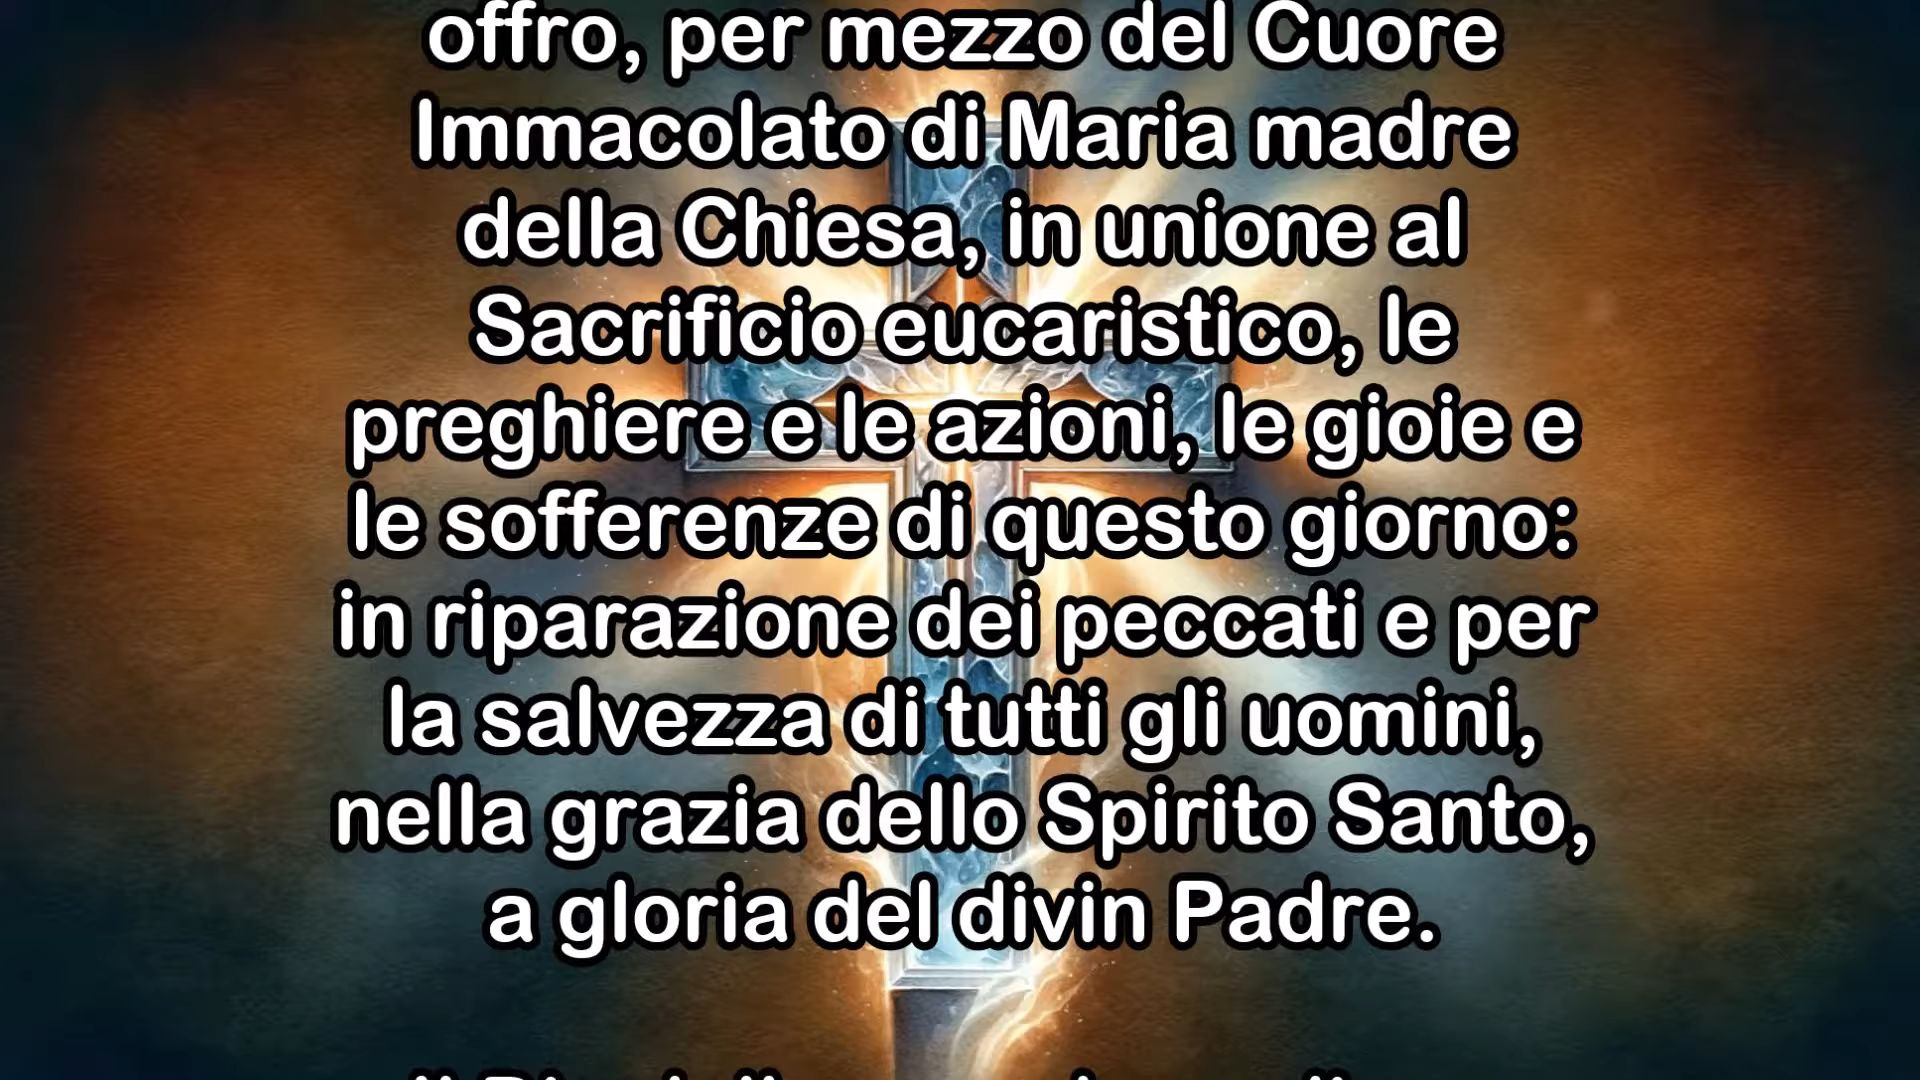 offro, per mezzo del Cuore
Immacolato di Maria madre
della Chiesa, in unione al
Sacrificio eucaristico, le
preghiere e le azioni, le gioie e
le sofferenze di questo giorno:
in riparazione dei peccati e per
la salvezza di tutti gli uomini,
nella grazia dello Spirito Santo,
a gloria del divin Padre.